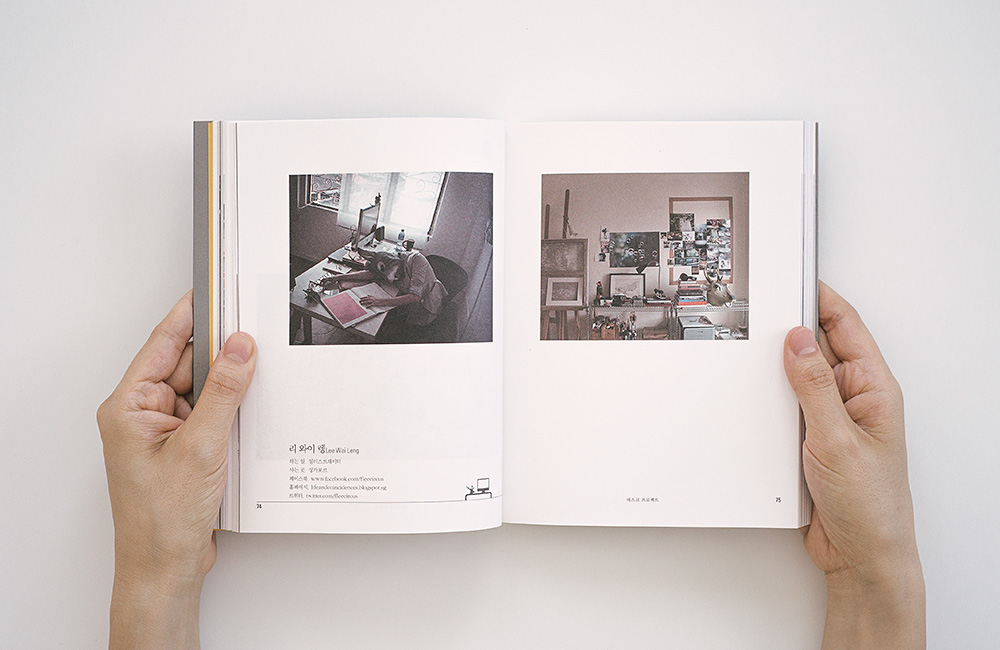 리 와이 렝 Lee Wai Leng
하는 일 일러스트레이터
사는 곳 싱가포르
페이스북 www.facebook.com/fleecircus
홈페이지 lifeandcoincidences.blogspot.sg
트위터 twitter.com/fleecircus
74
데스크 프로젝트
75